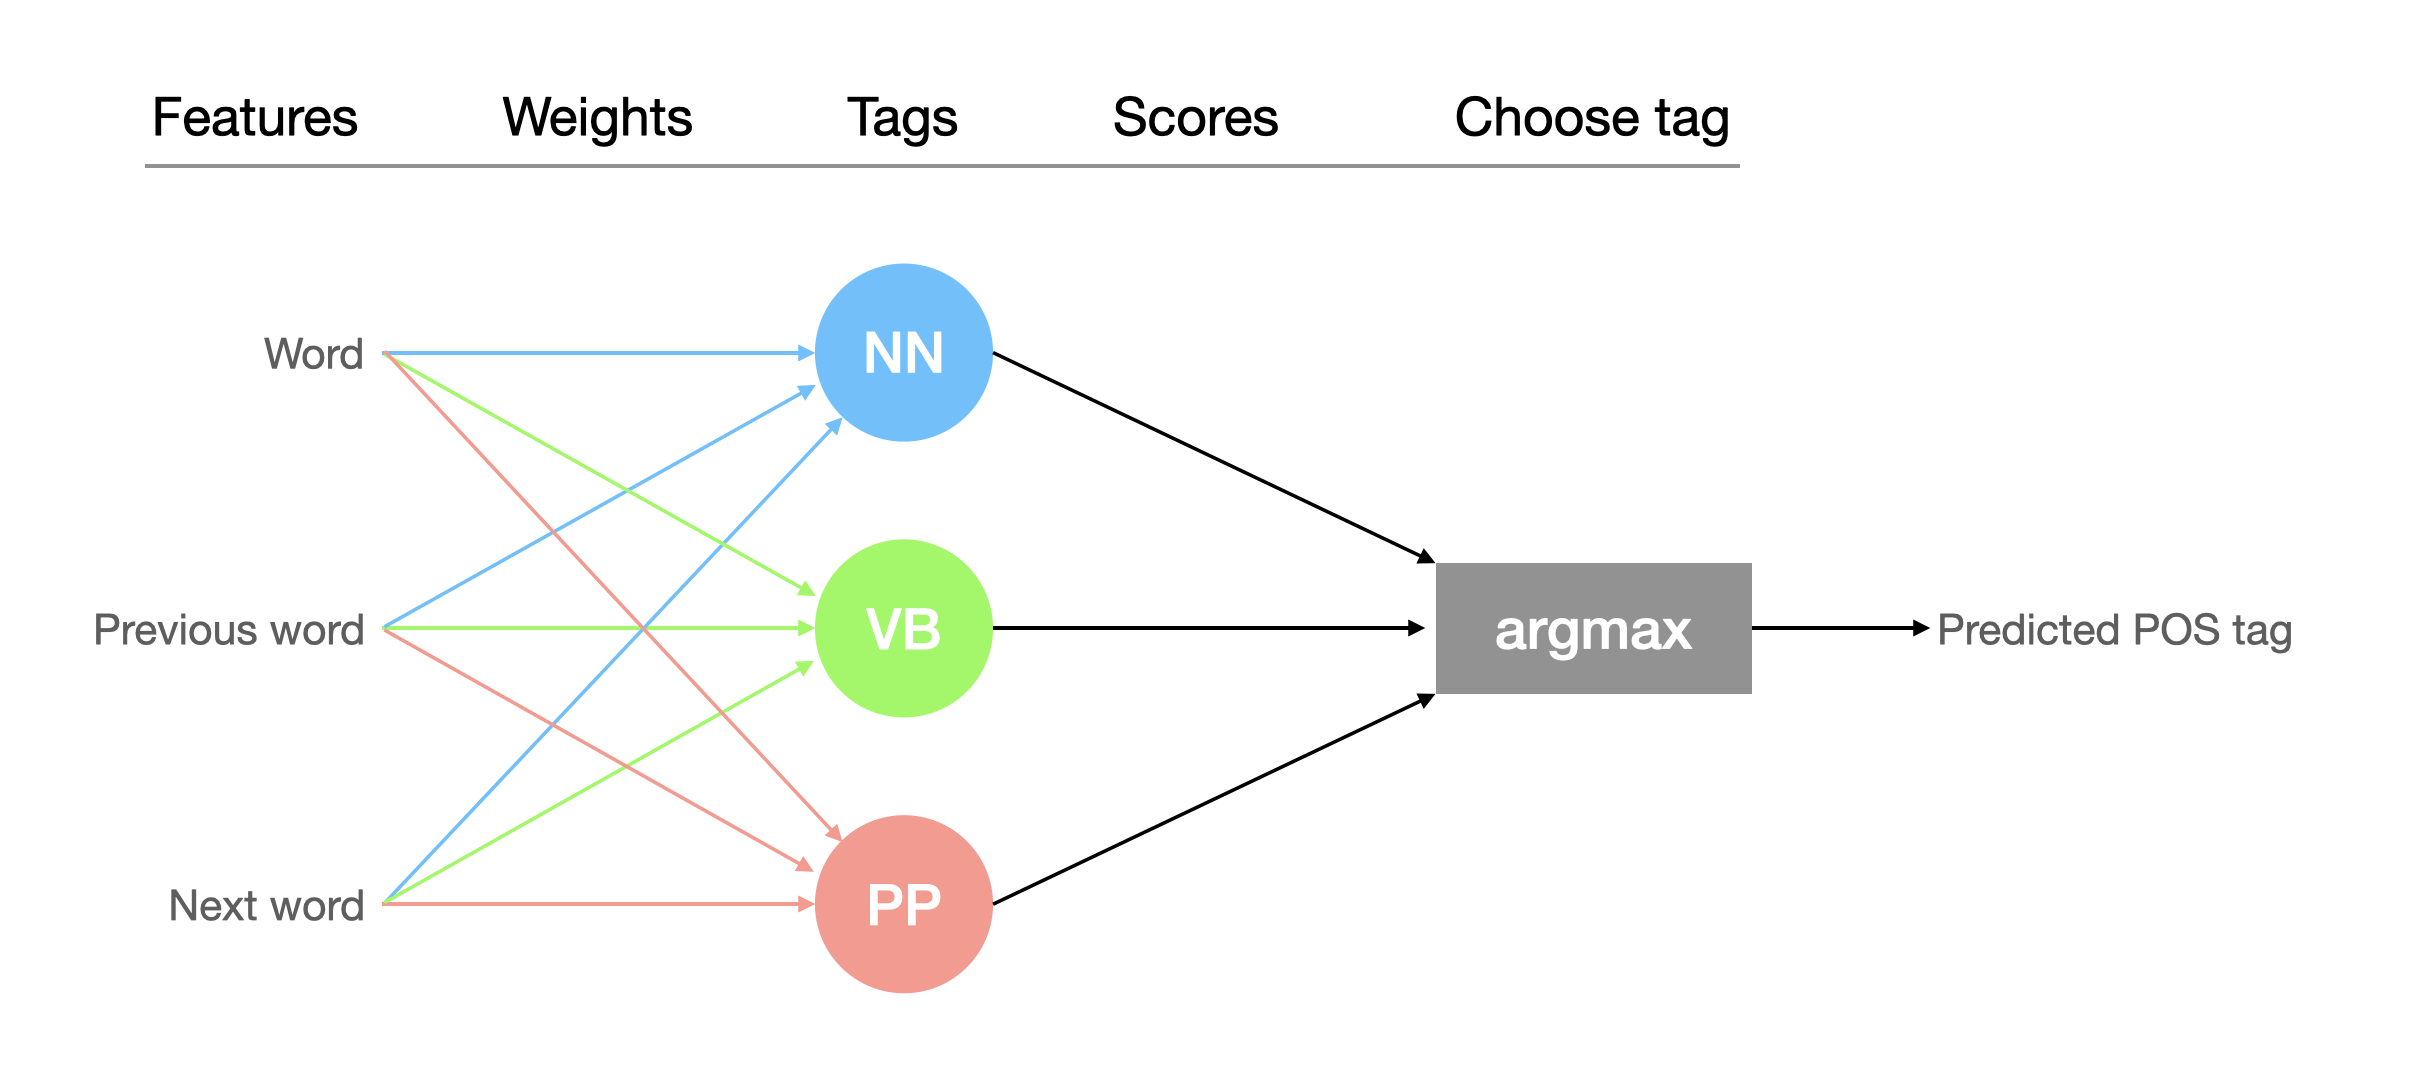 Features Weights Tags Scores Choose tag
Word
NN
Previous word
VB
argmax
Predicted POS tag
Next word
PP